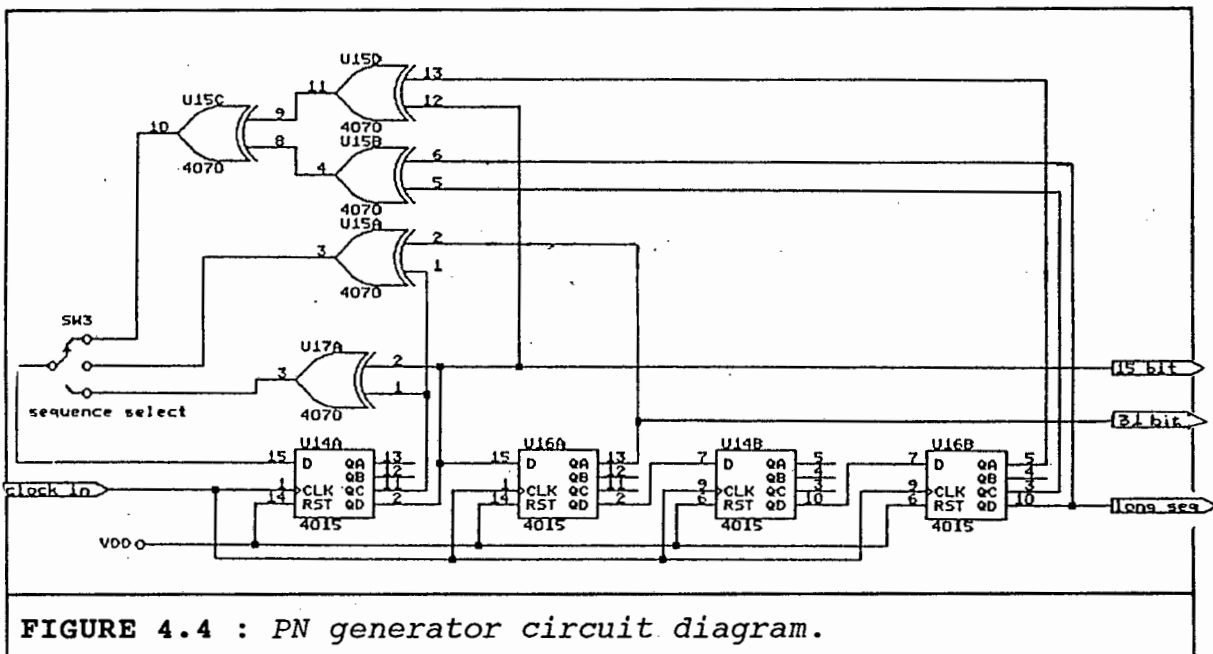 U15D
11
13
12
4070
U15C
10
9
8
4070
U15B
4
6
5
4070
U15A
3
2
1
4070
SW3
sequence select
U17A
3
2
1
4070
15 bit
31 bit
long seq
clock in
VDD
U14A
15 D QA 13
QB 12
1 CLK QC 11
14 RST QD 2
4015
U16A
15 D QA 13
QB 12
1 CLK QC 11
14 RST QD 2
4015
U14B
7 D QA 5
QB 4
9 CLK QC 3
6 RST QD 10
4015
U16B
7 D QA 5
QB 4
9 CLK QC 3
6 RST QD 10
4015
FIGURE 4.4 : PN generator circuit diagram.